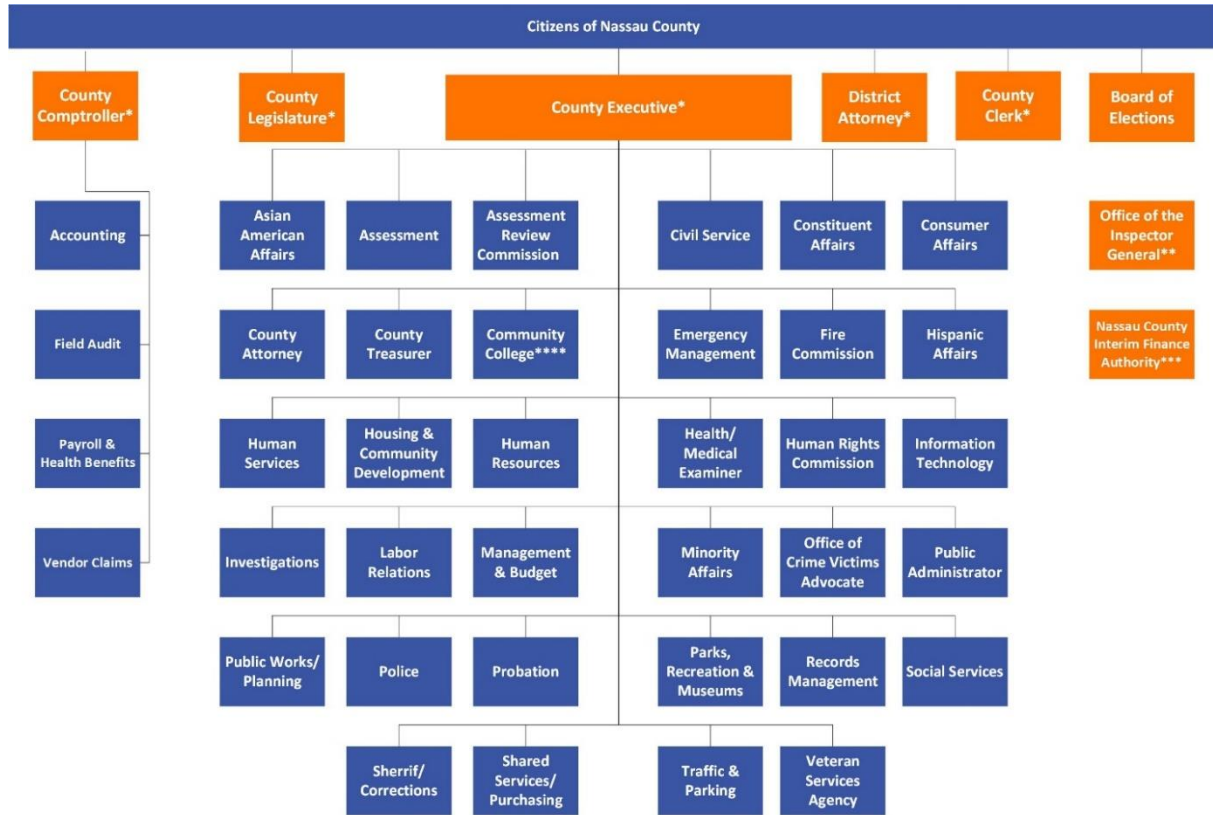 Citizens of Nassau County
County
Comptroller*
County
Legislature*
County Executive*
District
Attorney*
County
Clerk*
Board of
Elections
Accounting
Asian
American
Affairs
Assessment
Assessment
Review
Commission
Civil Service
Constituent
Affairs
Consumer
Affairs
Office of the
Inspector
General**
Field Audit
County
Attorney
County
Treasurer
Community
College****
Emergency
Management
Fire
Commission
Hispanic
Affairs
Nassau County
Interim Finance
Authority***
Payroll &
Health Benefits
Human
Services
Housing &
Community
Development
Human
Resources
Health/
Medical
Examiner
Human Rights
Commission
Information
Technology
Vendor Claims
Investigations
Labor
Relations
Management
& Budget
Minority
Affairs
Office of
Crime Victims
Advocate
Public
Administrator
Public Works/
Planning
Police
Probation
Parks,
Recreation &
Museums
Records
Management
Social Services
Sherrif/
Corrections
Shared
Services/
Purchasing
Traffic &
Parking
Veteran
Services
Agency